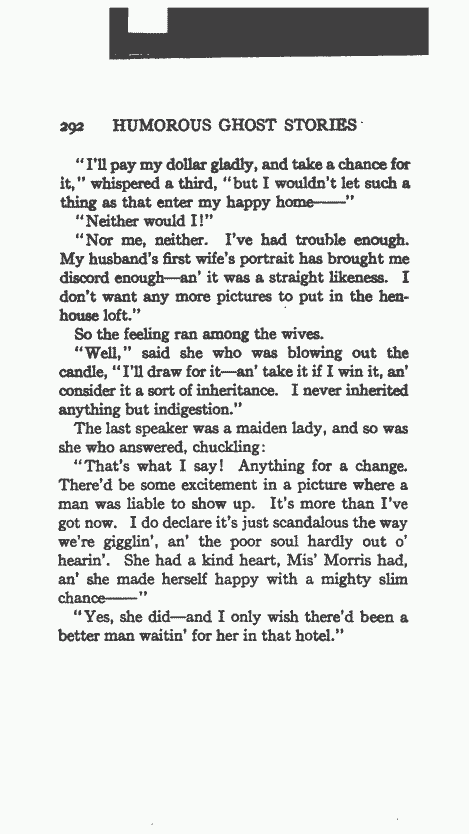 292 HUMOROUS GHOST STORIES
"I'll pay my dollar gladly, and take a chance for
it," whispered a third, "but I wouldn't let such a
thing as that enter my happy home——"
"Neither would I!"
"Nor me, neither. I've had trouble enough.
My husband's first wife's portrait has brought me
discord enough—an' it was a straight likeness. I
don't want any more pictures to put in the hen-
house loft."
So the feeling ran among the wives.
"Well," said she who was blowing out the
candle, "I'll draw for it—an' take it if I win it, an'
consider it a sort of inheritance. I never inherited
anything but indigestion."
The last speaker was a maiden lady, and so was
she who answered, chuckling:
"That's what I say! Anything for a change.
There'd be some excitement in a picture where a
man was liable to show up. It's more than I've
got now. I do declare it's just scandalous the way
we're gigglin', an' the poor soul hardly out o'
hearin'. She had a kind heart, Mis' Morris had,
an' she made herself happy with a mighty slim
chance——"
"Yes, she did—and I only wish there'd been a
better man waitin' for her in that hotel."